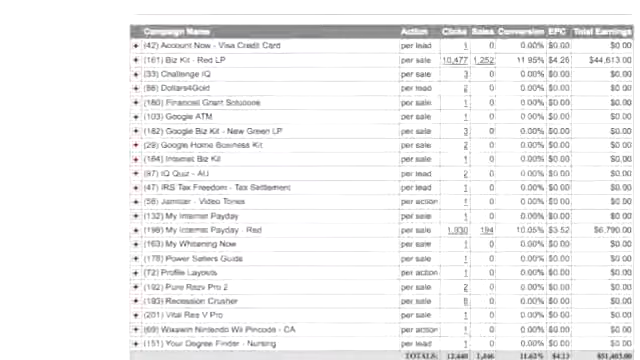 Campaign Name Action Clicks Sales Conversion EPC Total Earnings
(42) Account Now - Visa Credit Card per lead 1 0 0.00% $0.00 $0.00
(161) Biz Kit - Red LP per sale 10,477 1,252 11.95% $4.26 $44,613.00
(33) Challenge IQ per sale 3 0 0.00% $0.00 $0.00
(88) Dollars4Gold per lead 2 0 0.00% $0.00 $0.00
(180) Financial Grant Solutions per sale 1 0 0.00% $0.00 $0.00
(103) Google ATM per sale 1 0 0.00% $0.00 $0.00
(182) Google Biz Kit - New Green LP per sale 3 0 0.00% $0.00 $0.00
(29) Google Home Business Kit per sale 2 0 0.00% $0.00 $0.00
(164) Internet Biz Kit per sale 1 0 0.00% $0.00 $0.00
(97) IQ Quiz - AU per lead 2 0 0.00% $0.00 $0.00
(47) IRS Tax Freedom - Tax Settlement per lead 1 0 0.00% $0.00 $0.00
(58) Jamster - Video Tones per action 1 0 0.00% $0.00 $0.00
(132) My Internet Payday per sale 1 0 0.00% $0.00 $0.00
(198) My Internet Payday - Red per sale 1,930 194 10.05% $3.52 $6,790.00
(163) My Whitening Now per sale 1 0 0.00% $0.00 $0.00
(178) Power Sellers Guide per sale 1 0 0.00% $0.00 $0.00
(72) Profile Layouts per action 1 0 0.00% $0.00 $0.00
(192) Pure Rezv Pro 2 per sale 2 0 0.00% $0.00 $0.00
(193) Recession Crusher per sale 8 0 0.00% $0.00 $0.00
(201) Vital Res V Pro per sale 1 0 0.00% $0.00 $0.00
(69) Nintendo Wii Pincode - CA per action 1 0 0.00% $0.00 $0.00
(151) Your Degree Finder - Nursing per lead 1 0 0.00% $0.00 $0.00
TOTALS: 1,446 11.62% $4.13 $51,403.00